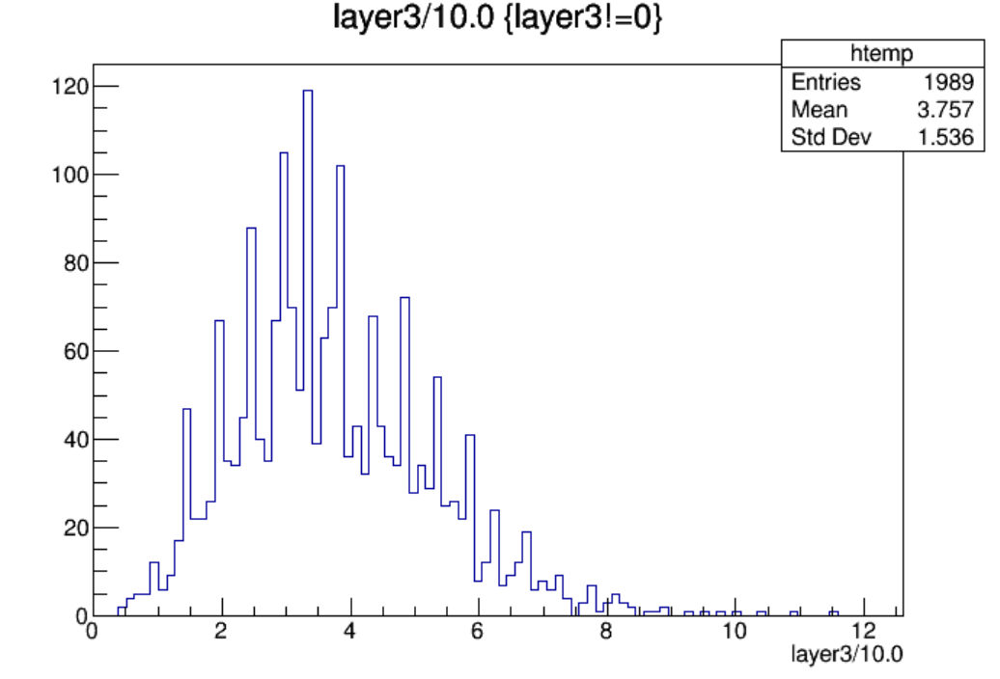 layer3/10.0 {layer3!=0}
htemp
Entries 1989
Mean 3.757
Std Dev 1.536
120
100
80
60
40
20
0
0 2 4 6 8 10 12
layer3/10.0